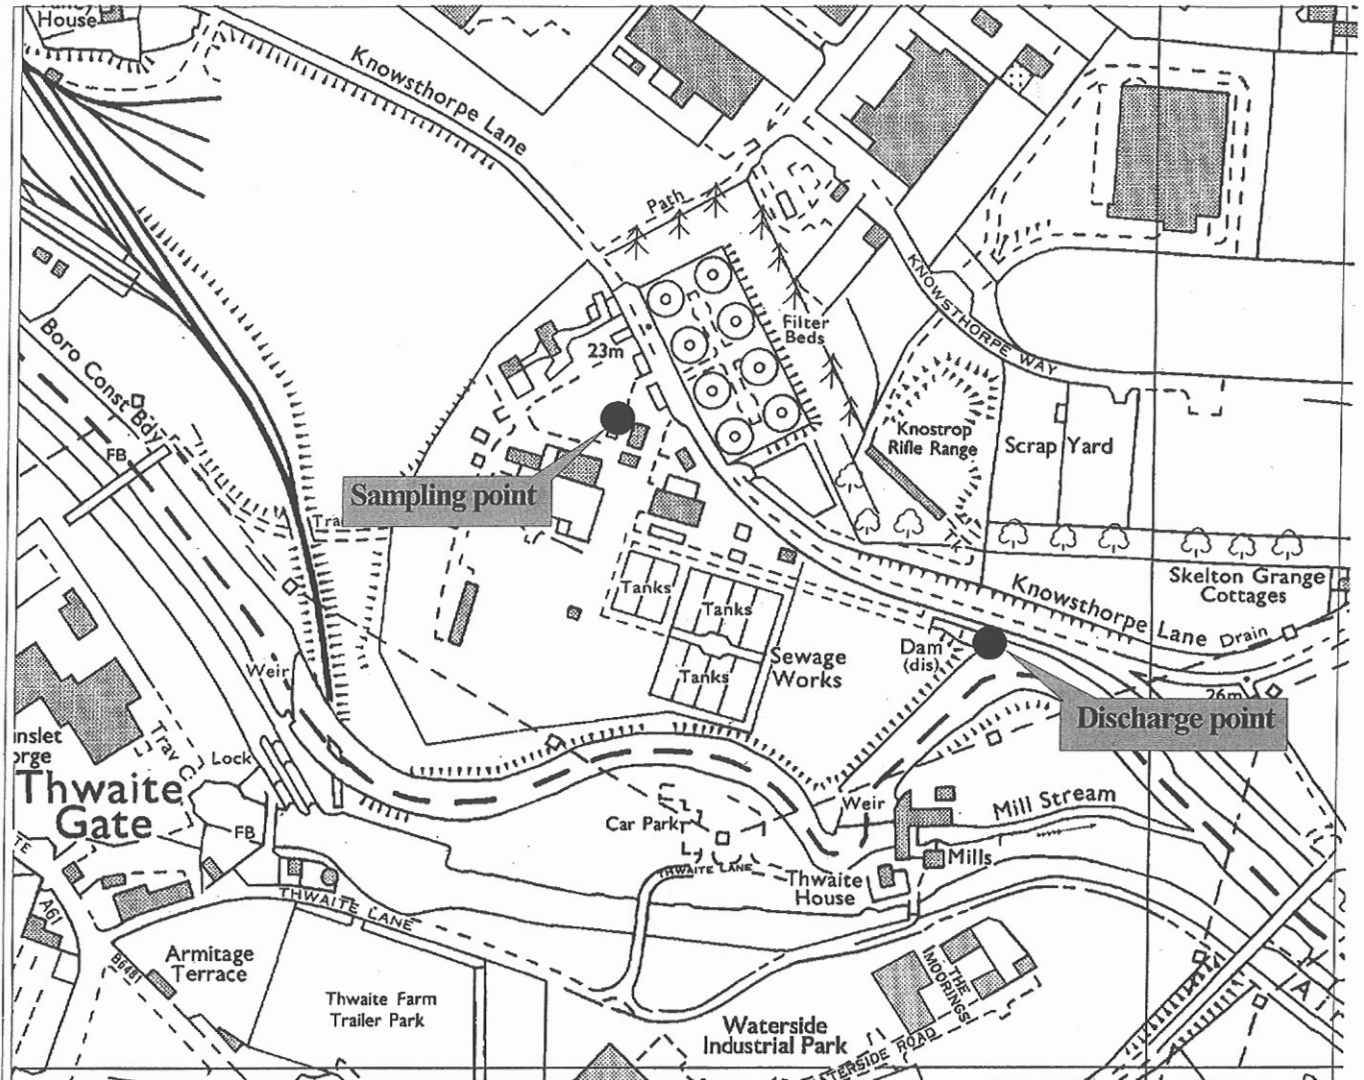 House
Knowsthorpe Lane
Path
Filter
Beds
KNOWSTHORPE WAY
23m
Boro Const Bdy
FB
Knostrop
Rifle Range
Scrap Yard
Sampling point
Tk
Tanks
Tanks
Tanks
Skelton Grange
Cottages
Knowsthorpe Lane
Drain
Dam
(dis)
Sewage
Works
Weir
26m
Discharge point
Lock
Thwaite
Gate
FB
Car Park
Weir
Mill Stream
Mills
THWAITE LANE
Thwaite
House
THWAITE LANE
A61
B6481
Armitage
Terrace
Thwaite Farm
Trailer Park
THE
MOORINGS
Waterside
Industrial Park
ROAD